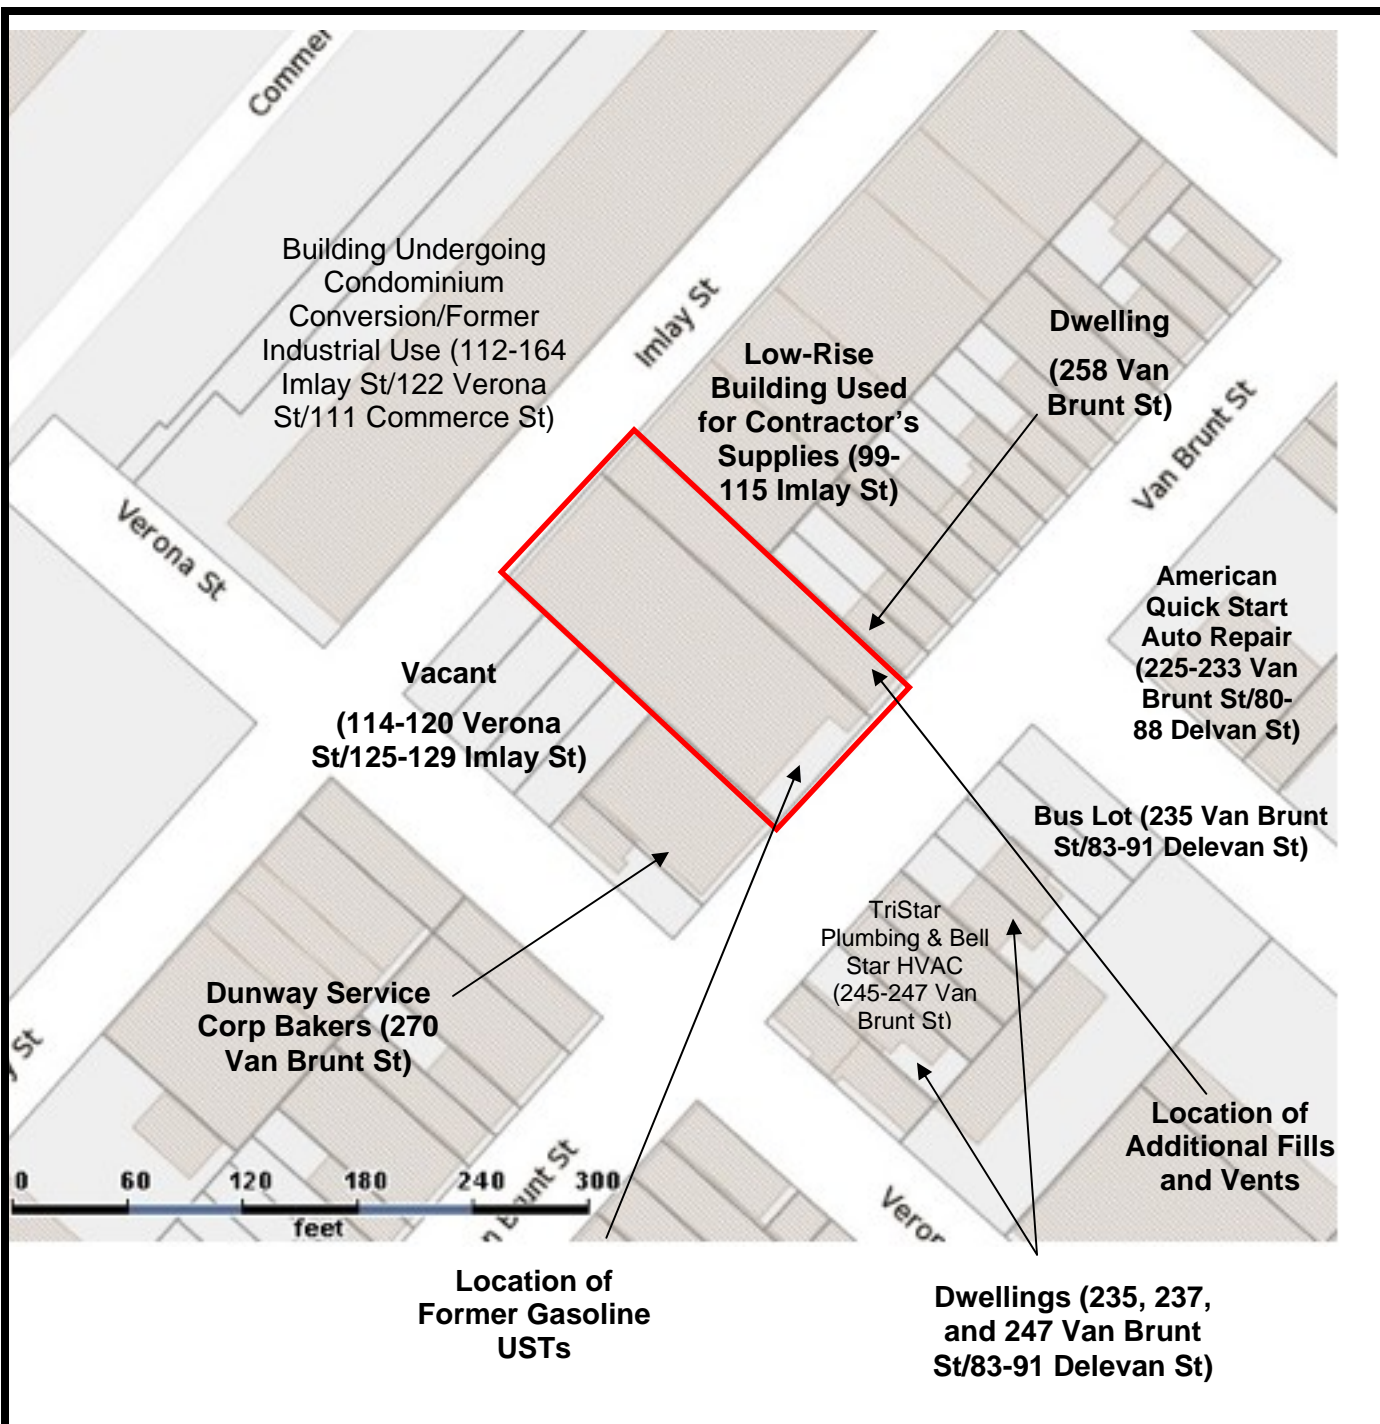 Commer
Building Undergoing
Condominium
Conversion/Former
Industrial Use (112-164
Imlay St/122 Verona
St/111 Commerce St)
Imlay St
Low-Rise
Building Used
for Contractor’s
Supplies (99-
115 Imlay St)
Dwelling
(258 Van
Brunt St)
Van Brunt St
Verona St
American
Quick Start
Auto Repair
(225-233 Van
Brunt St/80-
88 Delvan St)
Vacant
(114-120 Verona
St/125-129 Imlay St)
Bus Lot (235 Van Brunt
St/83-91 Delevan St)
TriStar
Plumbing & Bell
Star HVAC
(245-247 Van
Brunt St)
Dunway Service
Corp Bakers (270
Van Brunt St)
y St
Location of
Additional Fills
and Vents
n Brunt St
Veron
0 60 120 180 240 300
feet
Location of
Former Gasoline
USTs
Dwellings (235, 237,
and 247 Van Brunt
St/83-91 Delevan St)